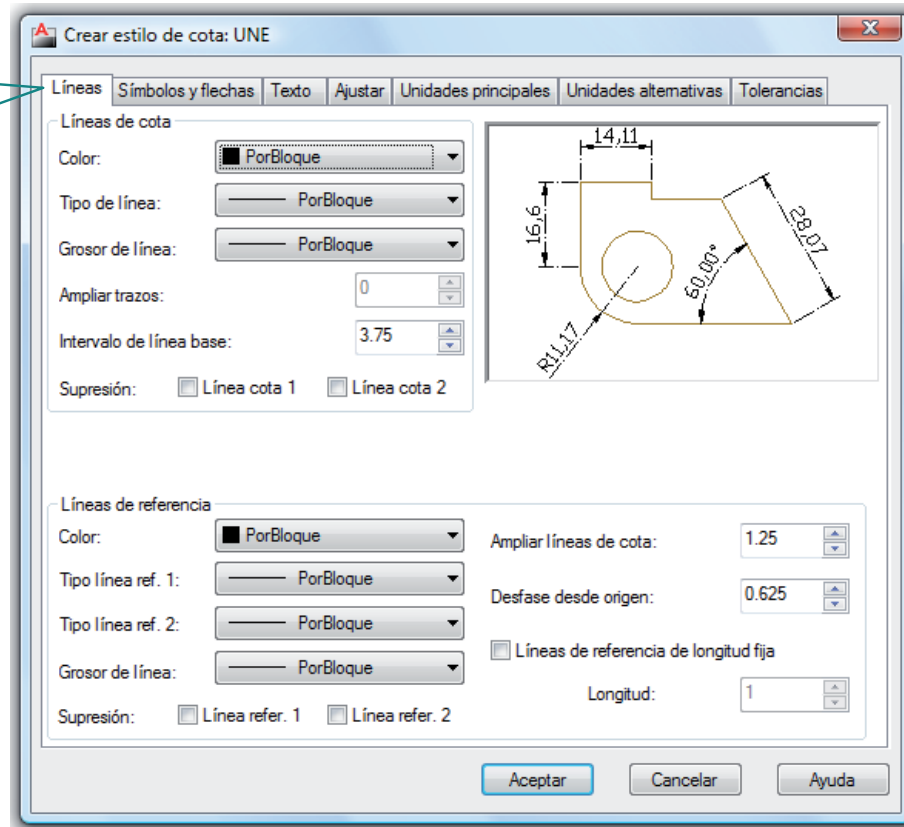 Crear estilo de cota: UNE
Líneas
Símbolos y flechas
Texto
Ajustar
Unidades principales
Unidades alternativas
Tolerancias
Líneas de cota
Color:
PorBloque
Tipo de línea:
PorBloque
Grosor de línea:
PorBloque
Ampliar trazos:
0
Intervalo de línea base:
3.75
Supresión:
Línea cota 1
Línea cota 2
14,11
16,6
28,07
60,00°
R11,17
Líneas de referencia
Color:
PorBloque
Tipo línea ref. 1:
PorBloque
Tipo línea ref. 2:
PorBloque
Grosor de línea:
PorBloque
Supresión:
Línea refer. 1
Línea refer. 2
Ampliar líneas de cota:
1.25
Desfase desde origen:
0.625
Líneas de referencia de longitud fija
Longitud:
1
Aceptar
Cancelar
Ayuda